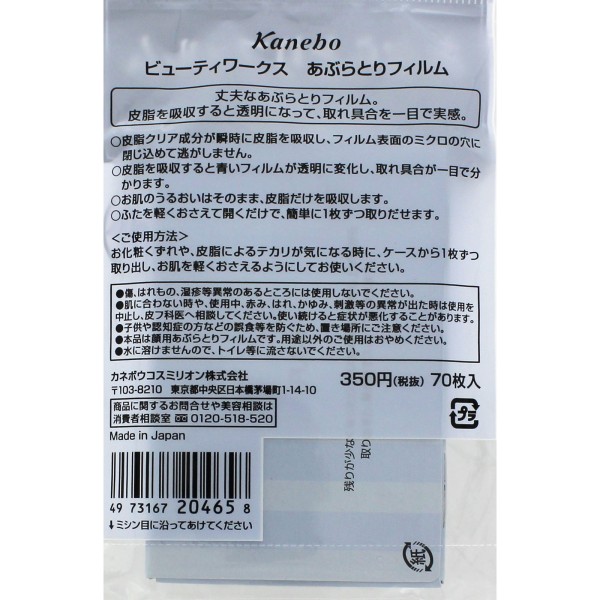 Kanebo
ビューティワークス あぶらとりフィルム
丈夫なあぶらとりフィルム。
皮脂を吸収すると透明になって、取れ具合を一目で実感。
○皮脂クリア成分が瞬時に皮脂を吸収し、フィルム表面のミクロの穴に
閉じ込めて逃がしません。
○皮脂を吸収すると青いフィルムが透明に変化し、取れ具合が一目で分
かります。
○お肌のうるおいはそのまま、皮脂だけを吸収します。
○ふたを軽くおさえて開くだけで、簡単に1枚ずつ取りだせます。
<ご使用方法>
お化粧くずれや、皮脂によるテカリが気になる時に、ケースから1枚ずつ
取り出し、お肌を軽くおさえるようにしてお使いください。
●傷、はれもの、湿疹等異常のあるところには使用しないでください。
●肌に合わない時や、使用中、赤み、はれ、かゆみ、刺激等の異常が出た時は使用を
中止し、皮フ科医へ相談してください。使い続けると症状が悪化することがあります。
●子供や認知症の方などの誤食等を防ぐため、置き場所にご注意ください。
●本品は顔用あぶらとりフィルムです。用途以外のご使用はおやめください。
●水に溶けませんので、トイレ等に流さないでください。
カネボウコスミリオン株式会社
〒103-8210 東京都中央区日本橋茅場町1-14-10
350円(税抜) 70枚入
商品に関するお問合せや美容相談は
消費者相談室 0120-518-520
プラ
Made in Japan
残りが少な
取り
4973167204658
↓ミシン目に沿ってあけてください
紙